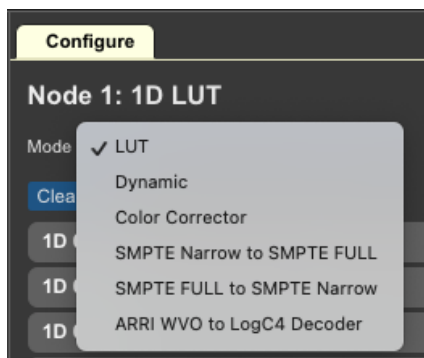 Configure
Node 1: 1D LUT
Mode
✓ LUT
Dynamic
Color Corrector
SMPTE Narrow to SMPTE FULL
SMPTE FULL to SMPTE Narrow
ARRI WVO to LogC4 Decoder
Clea
1D
1D
1D